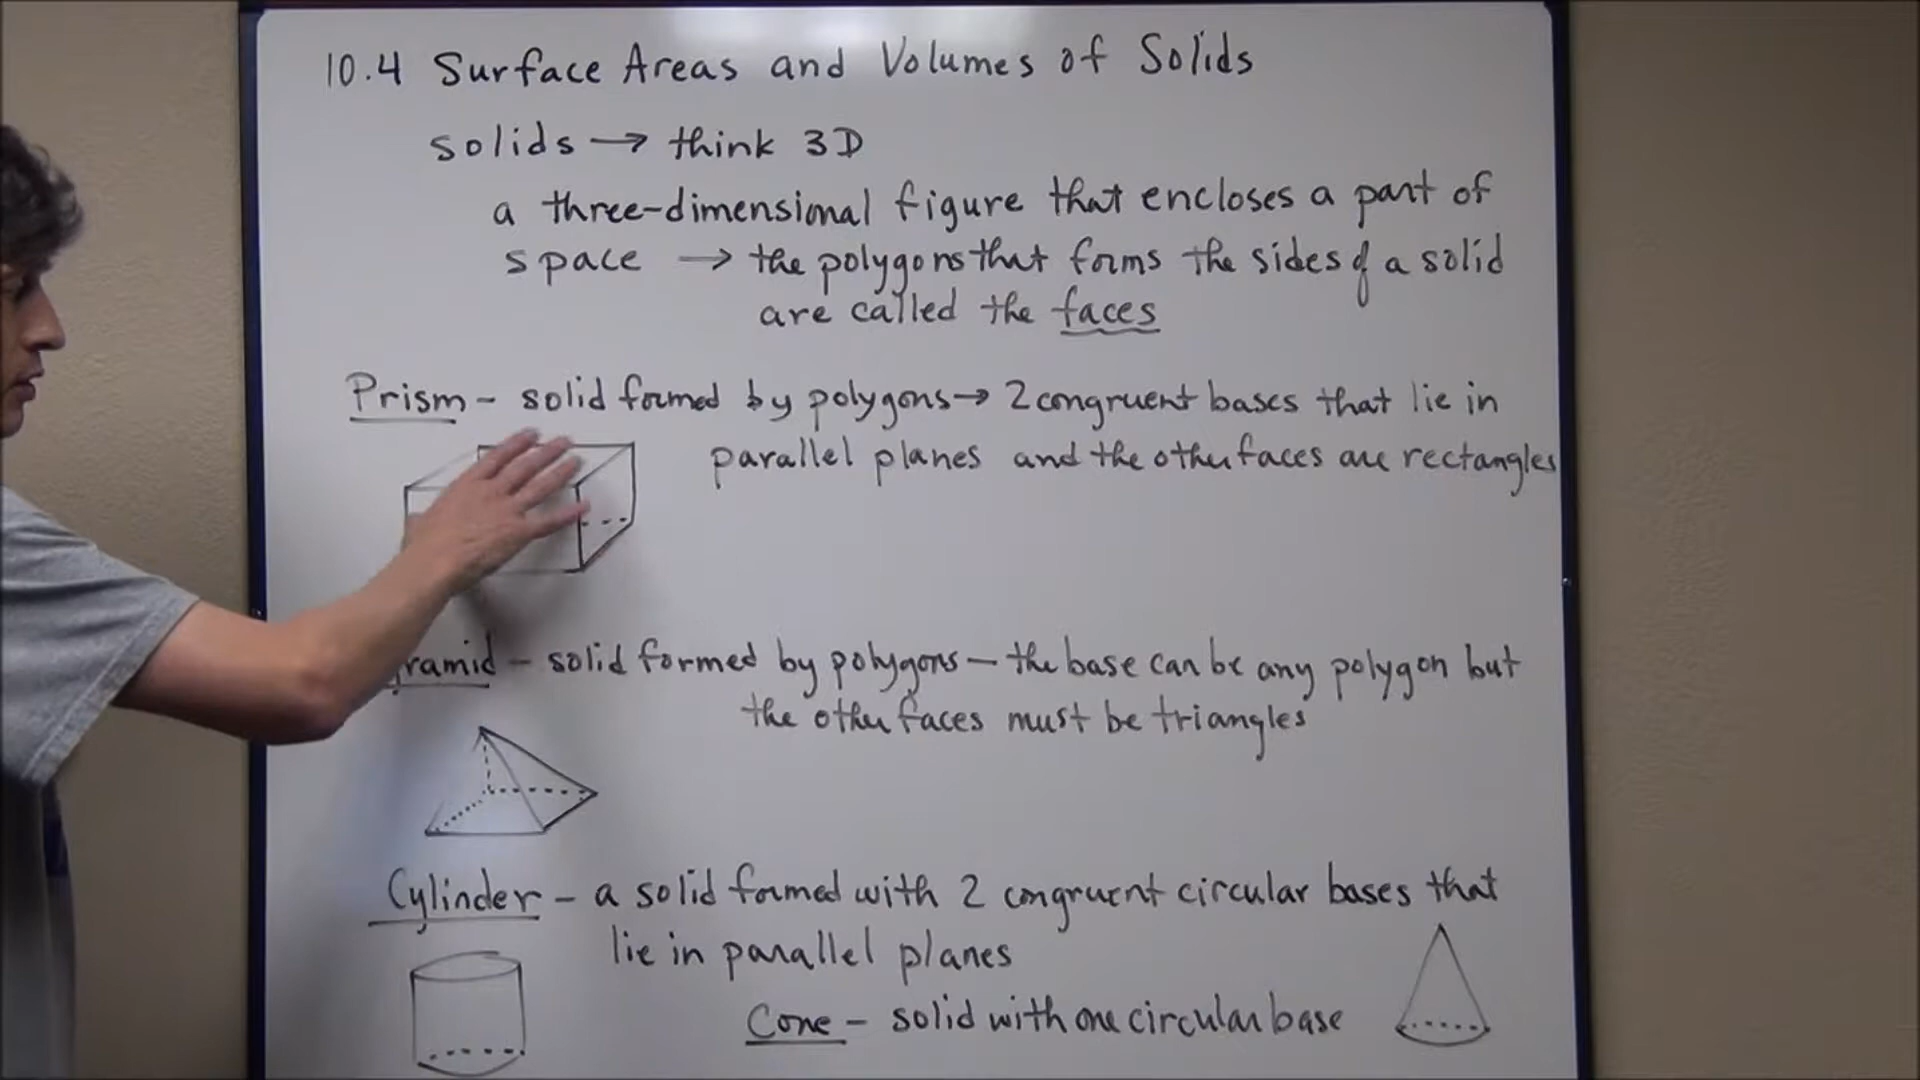 10.4 Surface Areas and Volumes of Solids
solids → think 3D
a three-dimensional figure that encloses a part of
space → the polygons that forms the sides of a solid
are called the faces
Prism - solid formed by polygons → 2 congruent bases that lie in
parallel planes and the other faces are rectangles
ramid - solid formed by polygons - the base can be any polygon but
the other faces must be triangles
Cylinder - a solid formed with 2 congruent circular bases that
lie in parallel planes
Cone - solid with one circular base